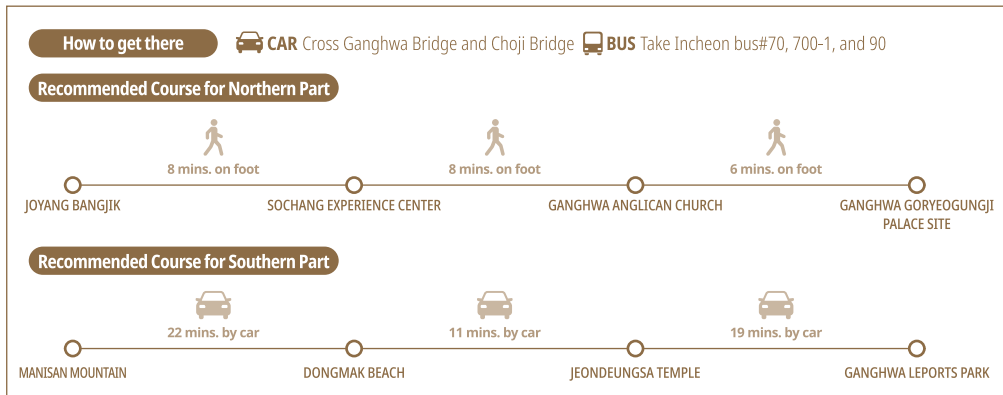 How to get there
CAR Cross Ganghwa Bridge and Choji Bridge BUS Take Incheon bus#70, 700-1, and 90
Recommended Course for Northern Part
8 mins. on foot 8 mins. on foot 6 mins. on foot
JOYANG BANGJIK SOCHANG EXPERIENCE CENTER GANGHWA ANGLICAN CHURCH GANGHWA GORYEOGUNGJI
PALACE SITE
Recommended Course for Southern Part
22 mins. by car 11 mins. by car 19 mins. by car
MANISAN MOUNTAIN DONGMAK BEACH JEONDEUNGSA TEMPLE GANGHWA LEPORTS PARK